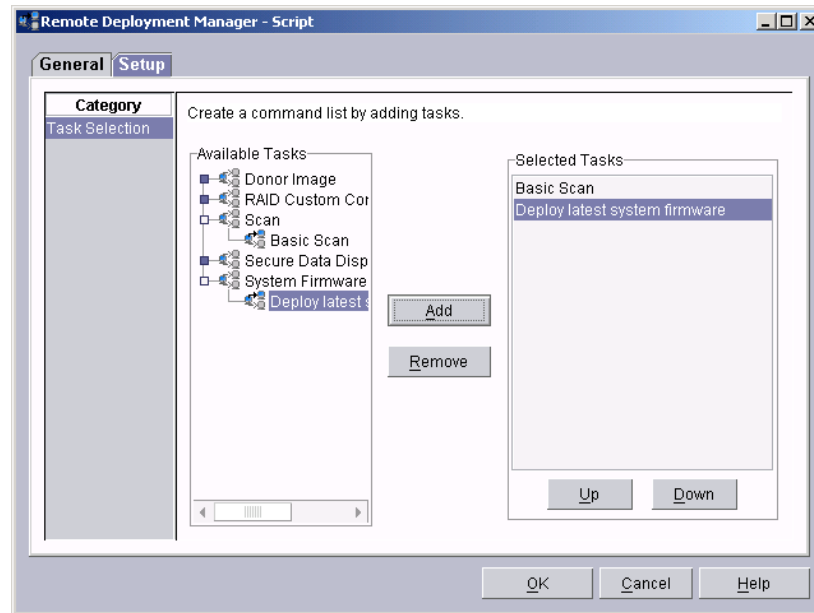 Remote Deployment Manager - Script
General Setup
Category
Task Selection
Create a command list by adding tasks.
Available Tasks
Donor Image
RAID Custom Cor
Scan
Basic Scan
Secure Data Disp
System Firmware
Deploy latest s
Add
Remove
Selected Tasks
Basic Scan
Deploy latest system firmware
Up Down
OK Cancel Help